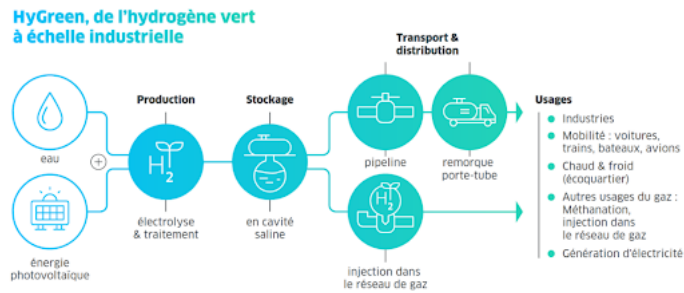 HyGreen, de l'hydrogène vert
à échelle industrielle
Transport &
distribution
Production
Stockage
Usages
eau
+
énergie
photovoltaïque
H2
électrolyse
& traitement
en cavité
saline
pipeline
remorque
porte-tube
H2
injection dans
le réseau de gaz
Industries
Mobilité : voitures,
trains, bateaux, avions
Chaud & froid
(écoquartier)
Autres usages du gaz :
Méthanation,
injection dans
le réseau de gaz
Génération d'électricité